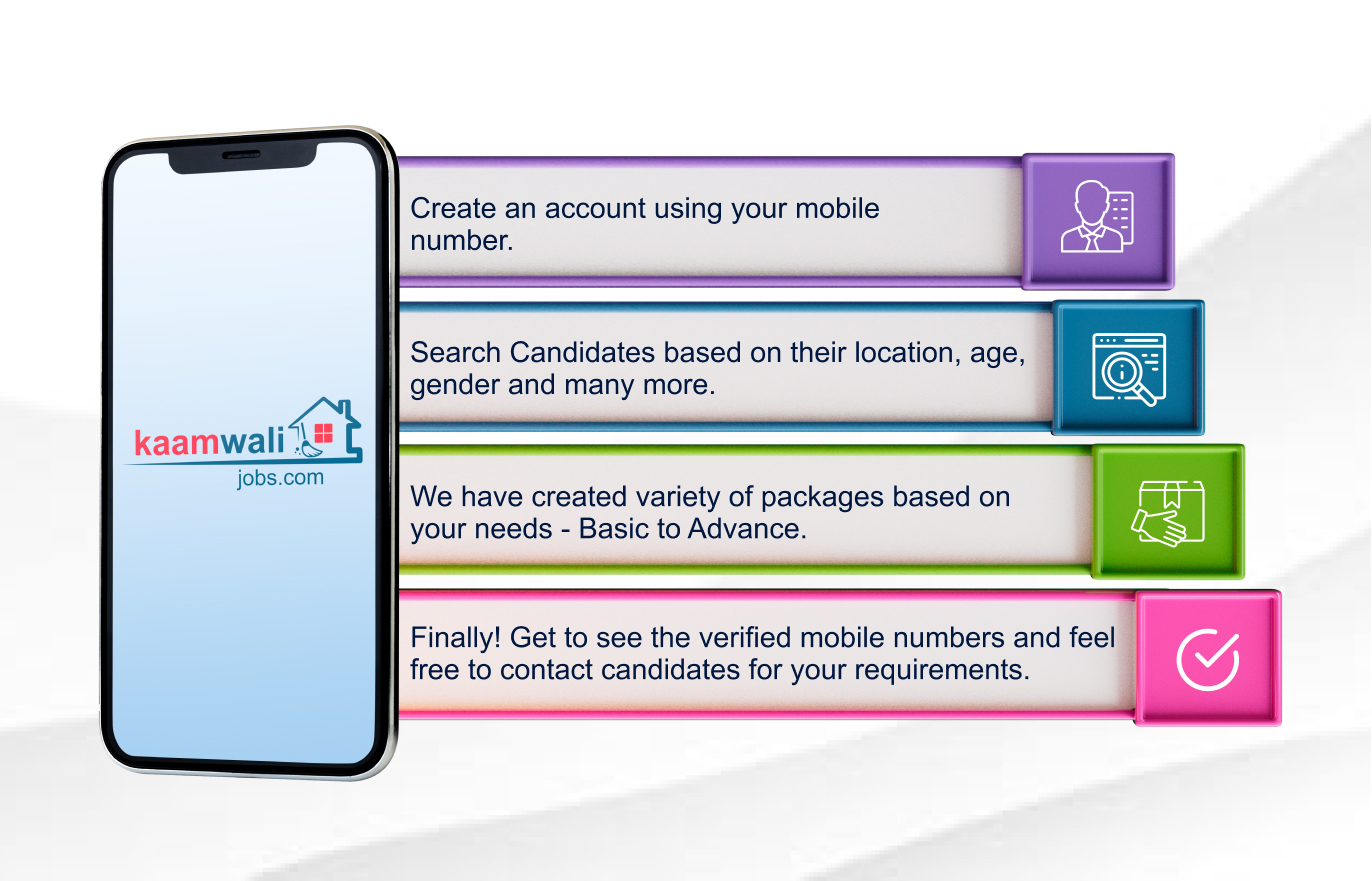 Create an account using your mobile
number.
Search Candidates based on their location, age,
gender and many more.
kaamwali
jobs.com
We have created variety of packages based on
your needs - Basic to Advance.
Finally! Get to see the verified mobile numbers and feel
free to contact candidates for your requirements.